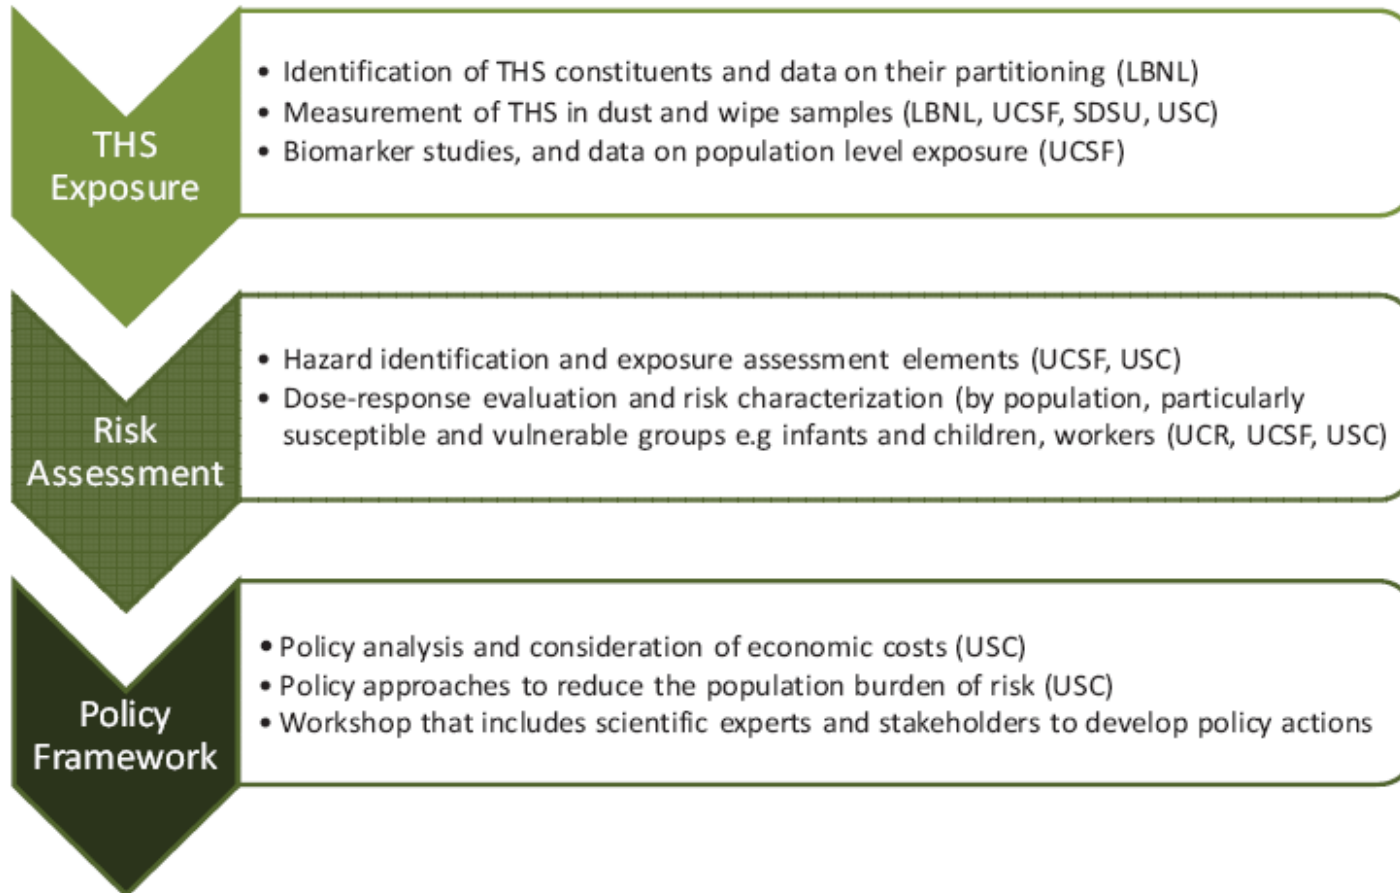 THS
Exposure
• Identification of THS constituents and data on their partitioning (LBNL)
• Measurement of THS in dust and wipe samples (LBNL, UCSF, SDSU, USC)
• Biomarker studies, and data on population level exposure (UCSF)
Risk
Assessment
• Hazard identification and exposure assessment elements (UCSF, USC)
• Dose-response evaluation and risk characterization (by population, particularly
susceptible and vulnerable groups e.g infants and children, workers (UCR, UCSF, USC)
Policy
Framework
• Policy analysis and consideration of economic costs (USC)
• Policy approaches to reduce the population burden of risk (USC)
• Workshop that includes scientific experts and stakeholders to develop policy actions